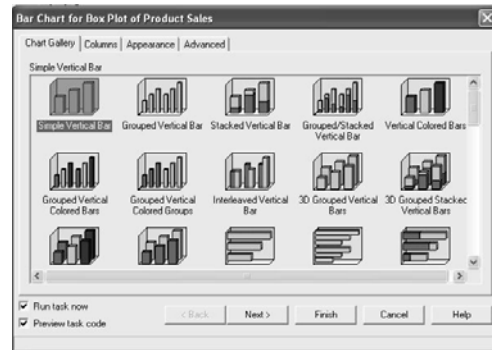 Bar Chart for Box Plot of Product Sales
Chart Gallery Columns Appearance Advanced
Simple Vertical Bar
Simple Vertical Bar Grouped Vertical Bar Stacked Vertical Bar Grouped/Stacked Vertical Bar Vertical Colored Bars
Grouped Vertical Colored Bars Grouped Vertical Colored Groups Interleaved Vertical Bar 3D Grouped Vertical Bars 3D Grouped Stacked Vertical Bars
Run task now
Preview task code
< Back Next > Finish Cancel Help